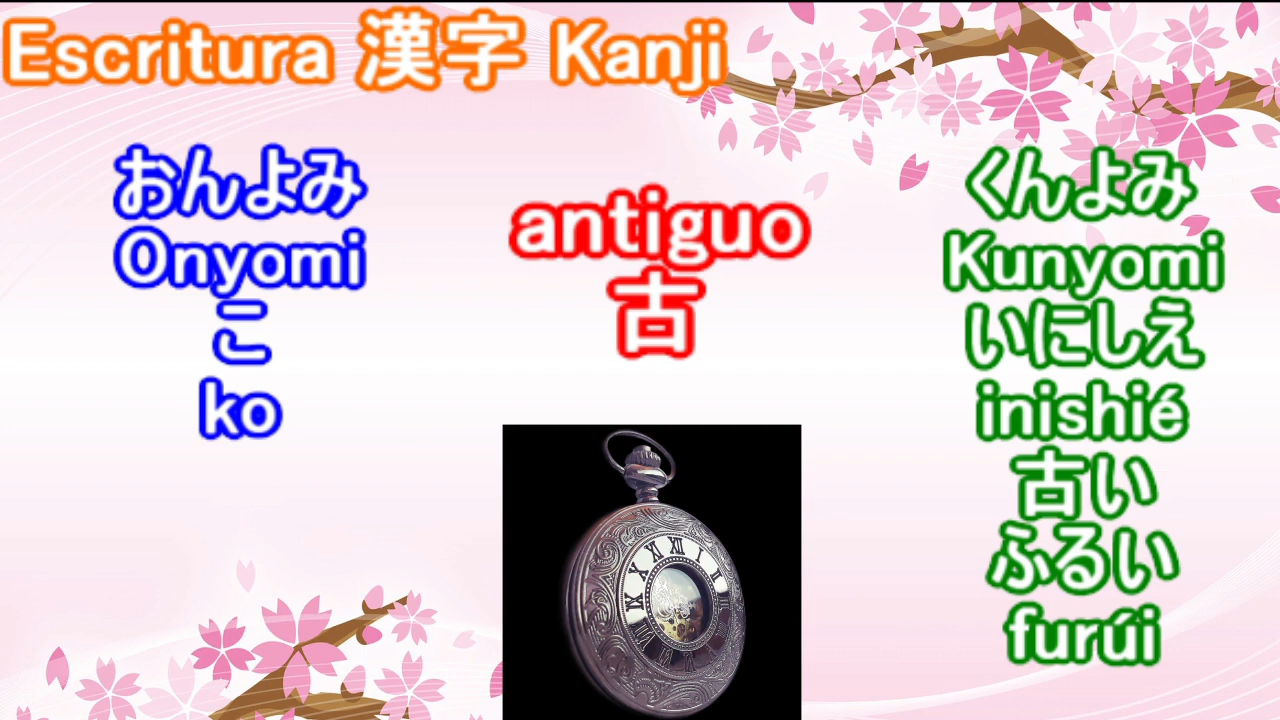 Escritura 漢字 Kanji
おんよみ
Onyomi
こ
ko
antiguo
古
くんよみ
Kunyomi
いにしえ
inishié
古い
ふるい
furúi